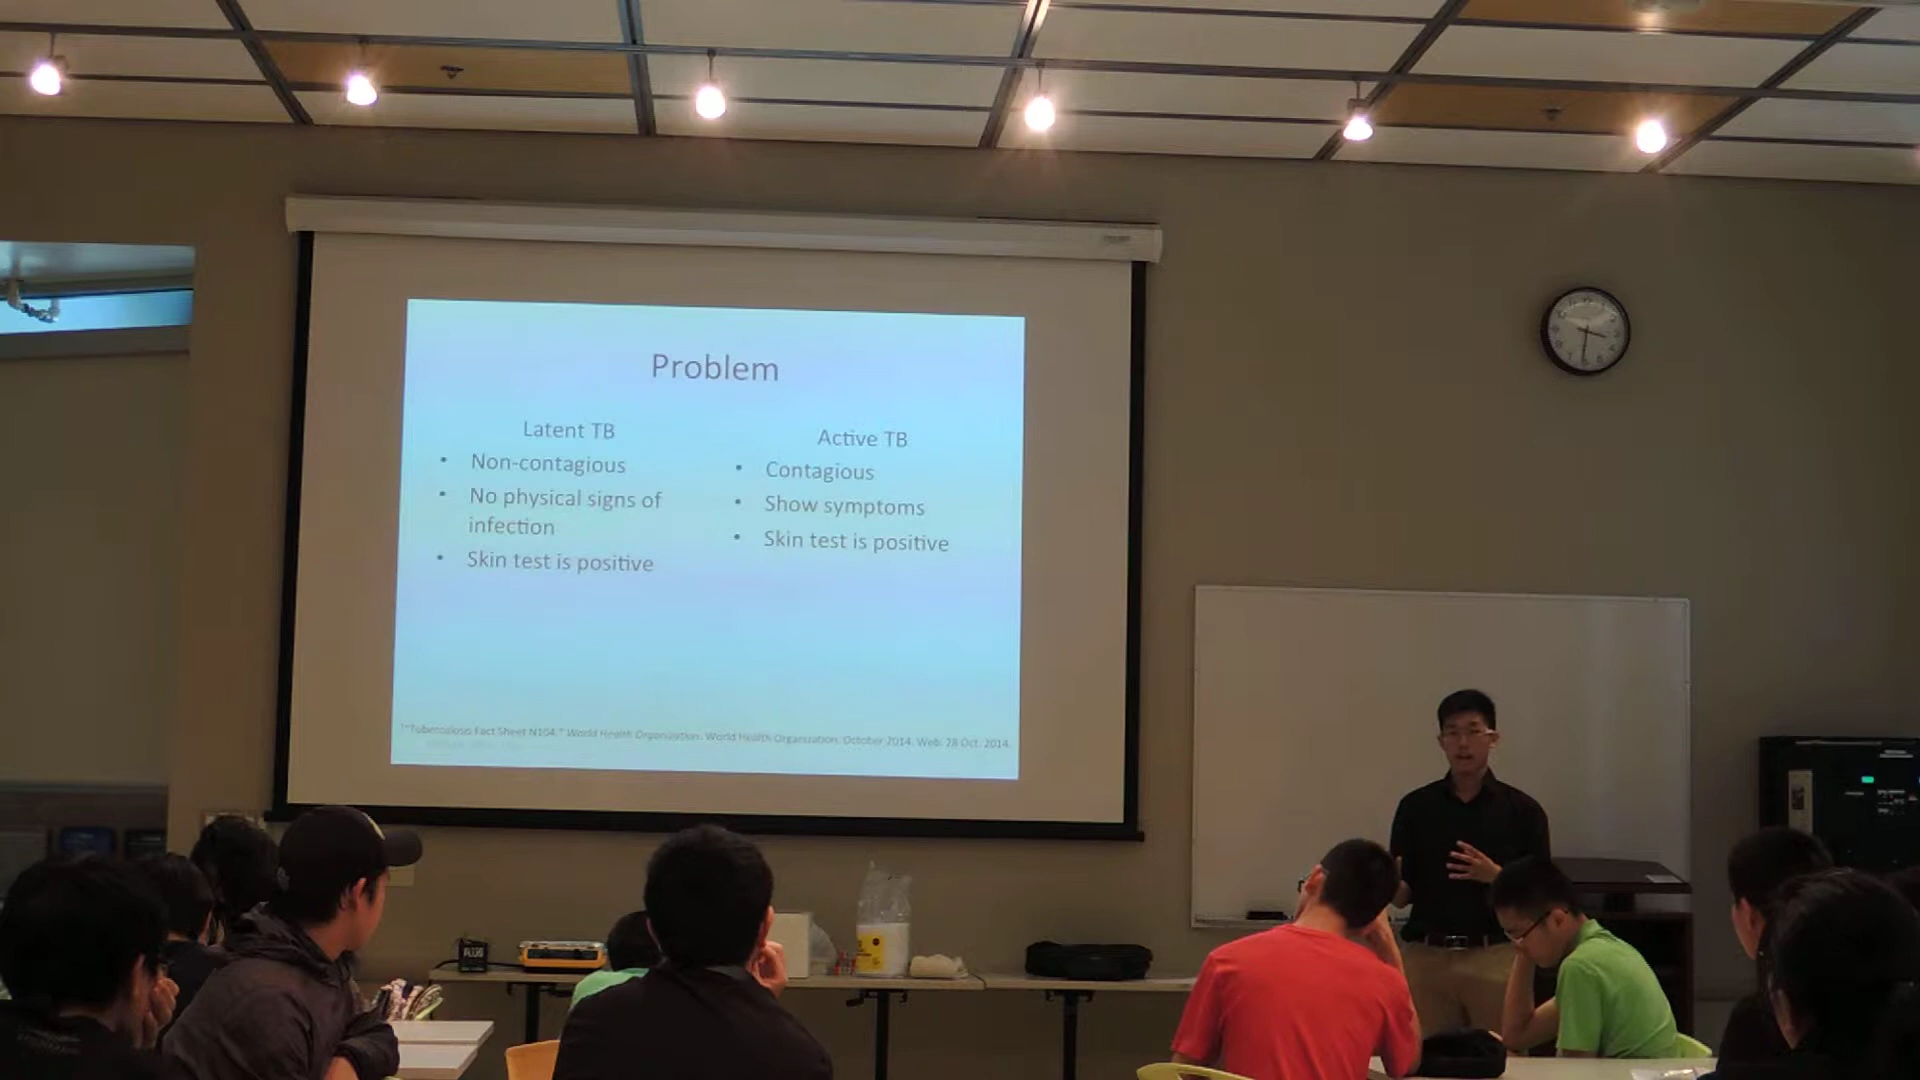 Problem
Latent TB
• Non-contagious
• No physical signs of
infection
• Skin test is positive
Active TB
• Contagious
• Show symptoms
• Skin test is positive
"Tuberculosis Fact Sheet N104." World Health Organization. World Health Organization, October 2014. Web. 28 Oct. 2014.
PLUS